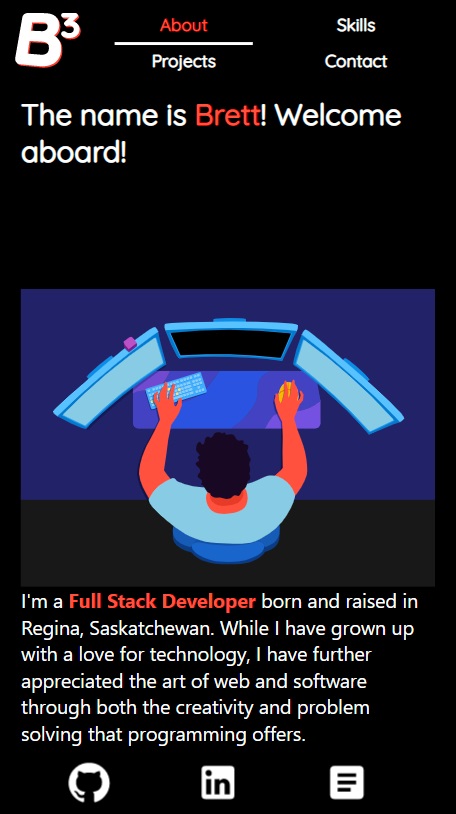 B3
About Skills
Projects Contact
The name is Brett! Welcome
aboard!
I'm a Full Stack Developer born and raised in
Regina, Saskatchewan. While I have grown up
with a love for technology, I have further
appreciated the art of web and software
through both the creativity and problem
solving that programming offers.
in